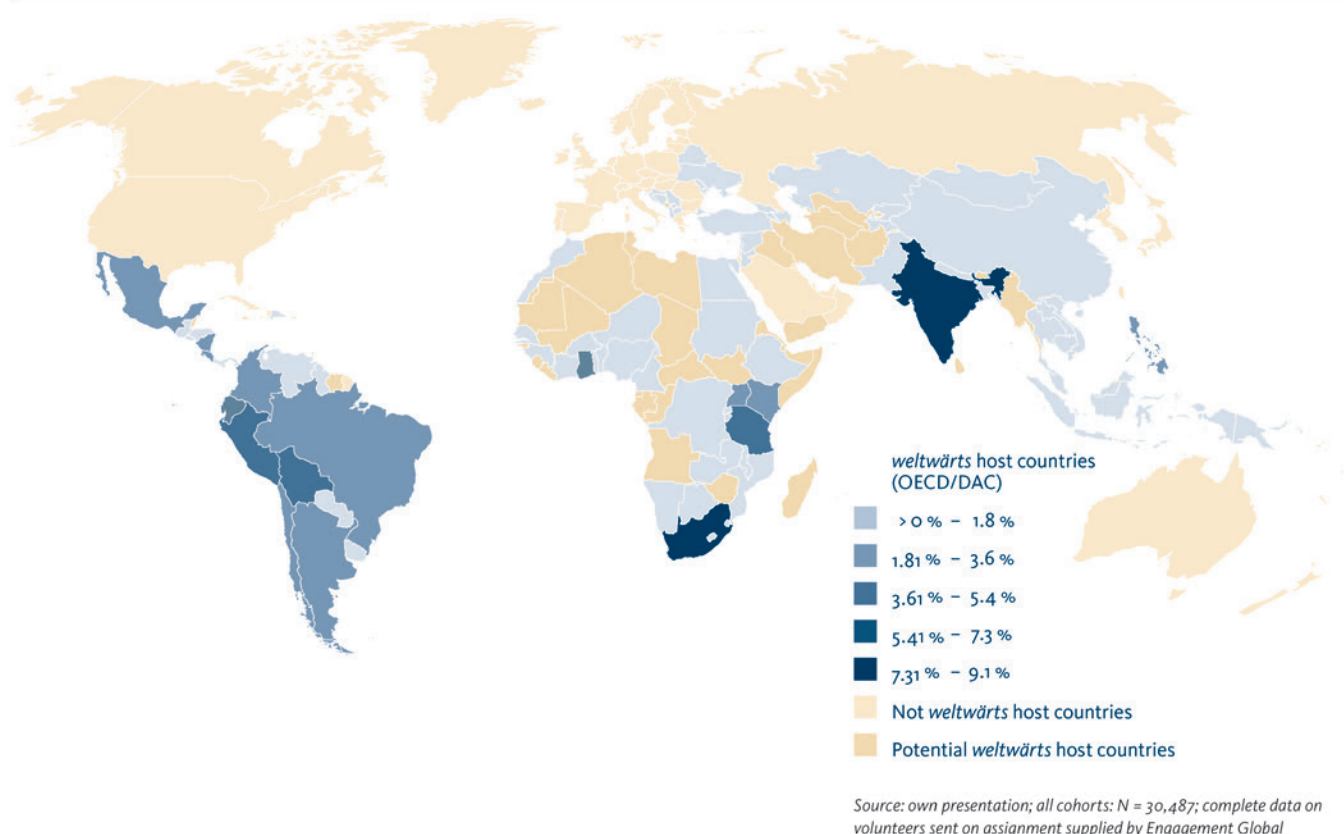 weltwärts host countries
(OECD/DAC)
> 0 % – 1.8 %
1.81 % – 3.6 %
3.61 % – 5.4 %
5.41 % – 7.3 %
7.31 % – 9.1 %
Not weltwärts host countries
Potential weltwärts host countries
Source: own presentation; all cohorts: N = 30,487; complete data on
volunteers sent on assignment supplied by Engagement Global